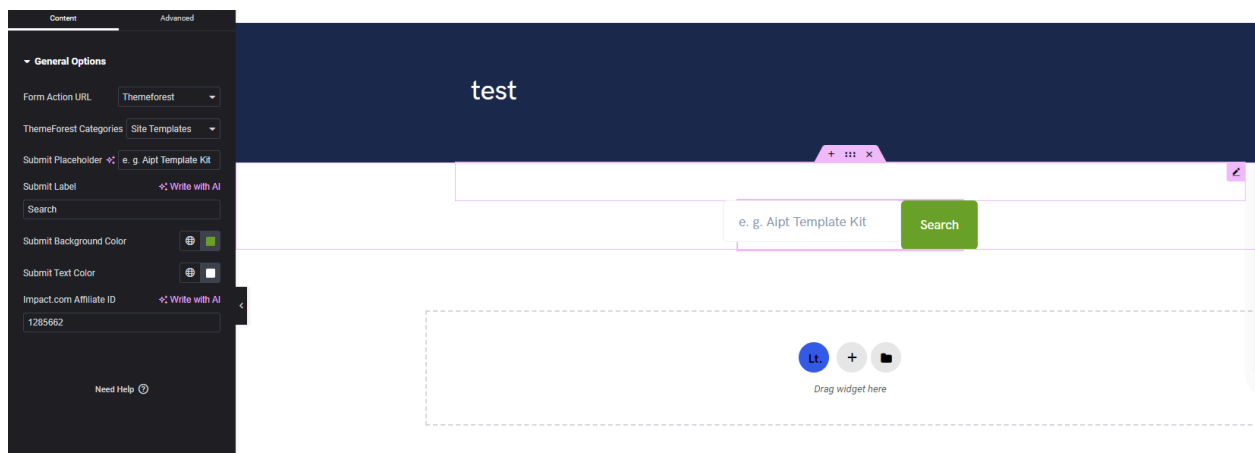 Content Advanced
General Options
Form Action URL Themeforest
ThemeForest Categories Site Templates
Submit Placeholder e. g. Aipt Template Kit
Submit Label Write with AI
Search
Submit Background Color
Submit Text Color
Impact.com Affiliate ID Write with AI
1285662
Need Help
test
e. g. Aipt Template Kit Search
Lt.
Drag widget here